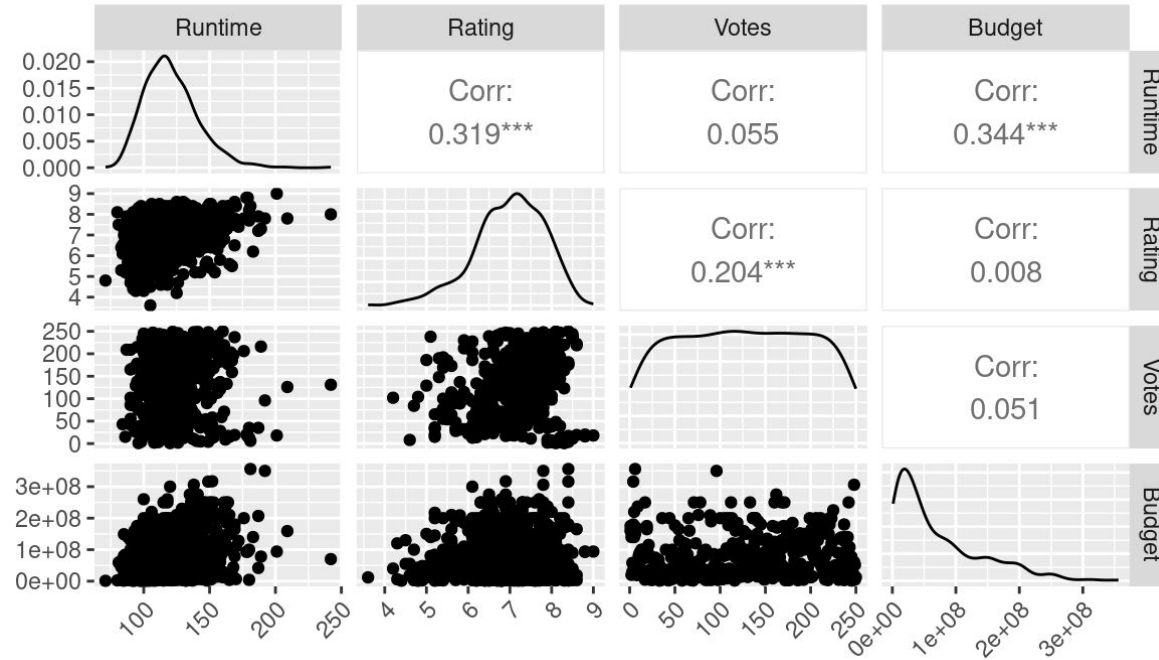 Runtime
Rating
Votes
Budget
0.020
0.015
0.010
0.005
0.000
Corr:
0.319***
Corr:
0.055
Corr:
0.344***
Runtime
9
8
7
6
5
4
Corr:
0.204***
Corr:
0.008
Rating
250
200
150
100
50
0
Corr:
0.051
Votes
3e+08
2e+08
1e+08
0e+00
Budget
100
150
200
250
4
5
6
7
8
9
0
50
100
150
200
250
0e+00
1e+08
2e+08
3e+08